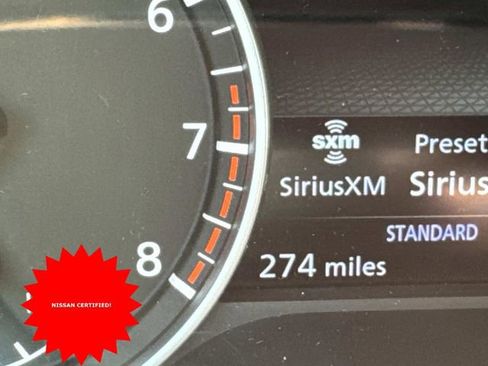 6
7
8
sxm
SiriusXM
Preset
Sirius
STANDARD
274 miles
NISSAN CERTIFIED!